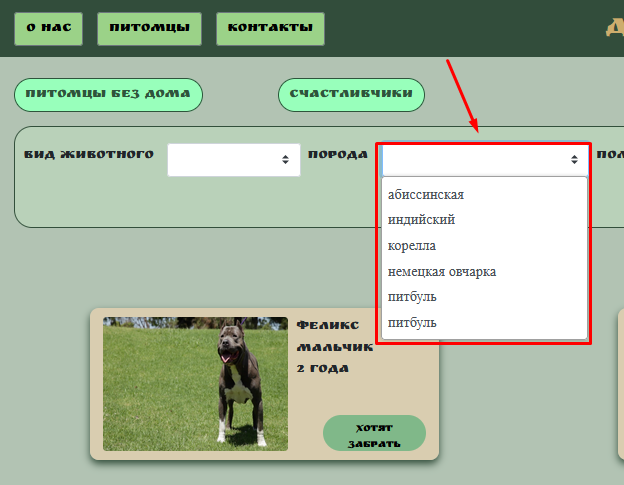 О НАС ПИТОМЦЫ КОНТАКТЫ
ПИТОМЦЫ БЕЗ ДОМА СЧАСТЛИВЧИКИ
ВИД ЖИВОТНОГО ПОРОДА
абиссинская
индийский
корелла
немецкая овчарка
питбуль
питбуль
ФЕЛИКС
МАЛЬЧИК
2 ГОДА
ХОТЯТ
ЗАБРАТЬ